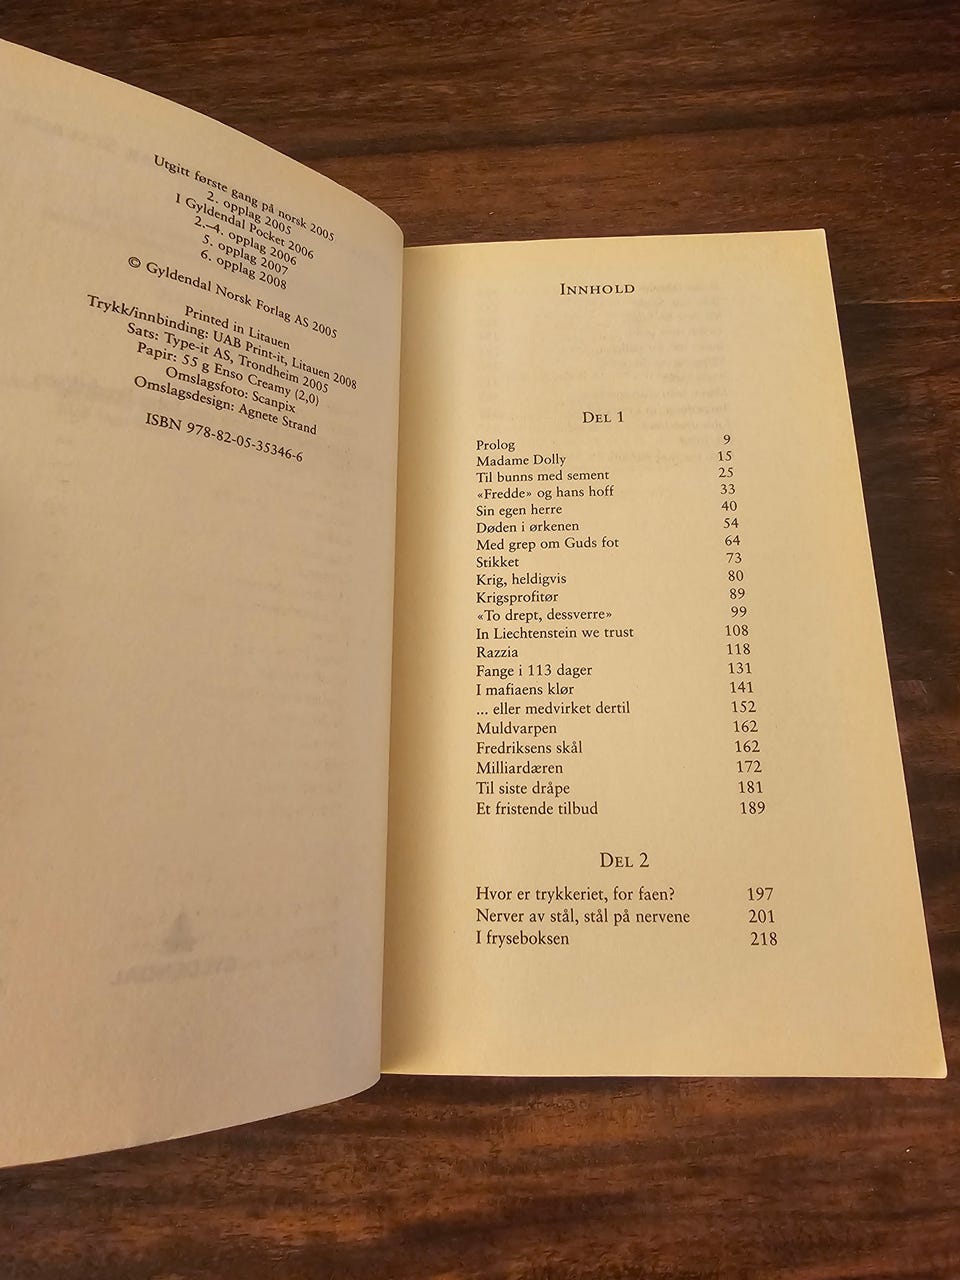 Utgitt første gang på norsk 2005
2. opplag 2005
I Gyldendal Pocket 2006
2.–4. opplag 2006
5. opplag 2007
6. opplag 2008
© Gyldendal Norsk Forlag AS 2005
Printed in Litauen
Trykk/innbinding: UAB Print-it, Litauen 2008
Sats: Type-it AS, Trondheim 2005
Papir: 55 g Enso Creamy (2,0)
Omslagsfoto: Scanpix
Omslagsdesign: Agnete Strand
ISBN 978-82-05-35346-6
INNHOLD
DEL 1
Prolog 9
Madame Dolly 15
Til bunns med sement 25
«Fredde» og hans hoff 33
Sin egen herre 40
Døden i ørkenen 54
Med grep om Guds fot 64
Stikket 73
Krig, heldigvis 80
Krigsprofitør 89
«To drept, dessverre» 99
In Liechtenstein we trust 108
Razzia 118
Fange i 113 dager 131
I mafiaens klør 141
... eller medvirket dertil 152
Muldvarpen 162
Fredriksens skål 162
Milliardæren 172
Til siste dråpe 181
Et fristende tilbud 189
DEL 2
Hvor er trykkeriet, for faen? 197
Nerver av stål, stål på nervene 201
I fryseboksen 218